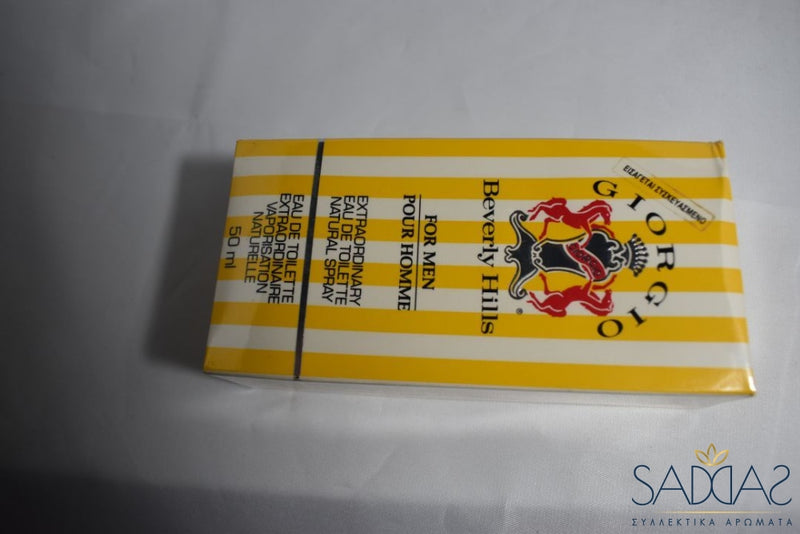 ΕΙΣΑΓΕΤΑΙ ΣΥΣΚΕΥΑΣΜΕΝΟ
GIORGIO
®
Beverly Hills
FOR MEN
POUR HOMME
EXTRAORDINARY
EAU DE TOILETTE
NATURAL SPRAY
EAU DE TOILETTE
EXTRAORDINAIRE
VAPORISATION
NATURELLE
50 ml
SADDAS
ΣΥΛΛΕΚΤΙΚΑ ΑΡΩΜΑΤΑ